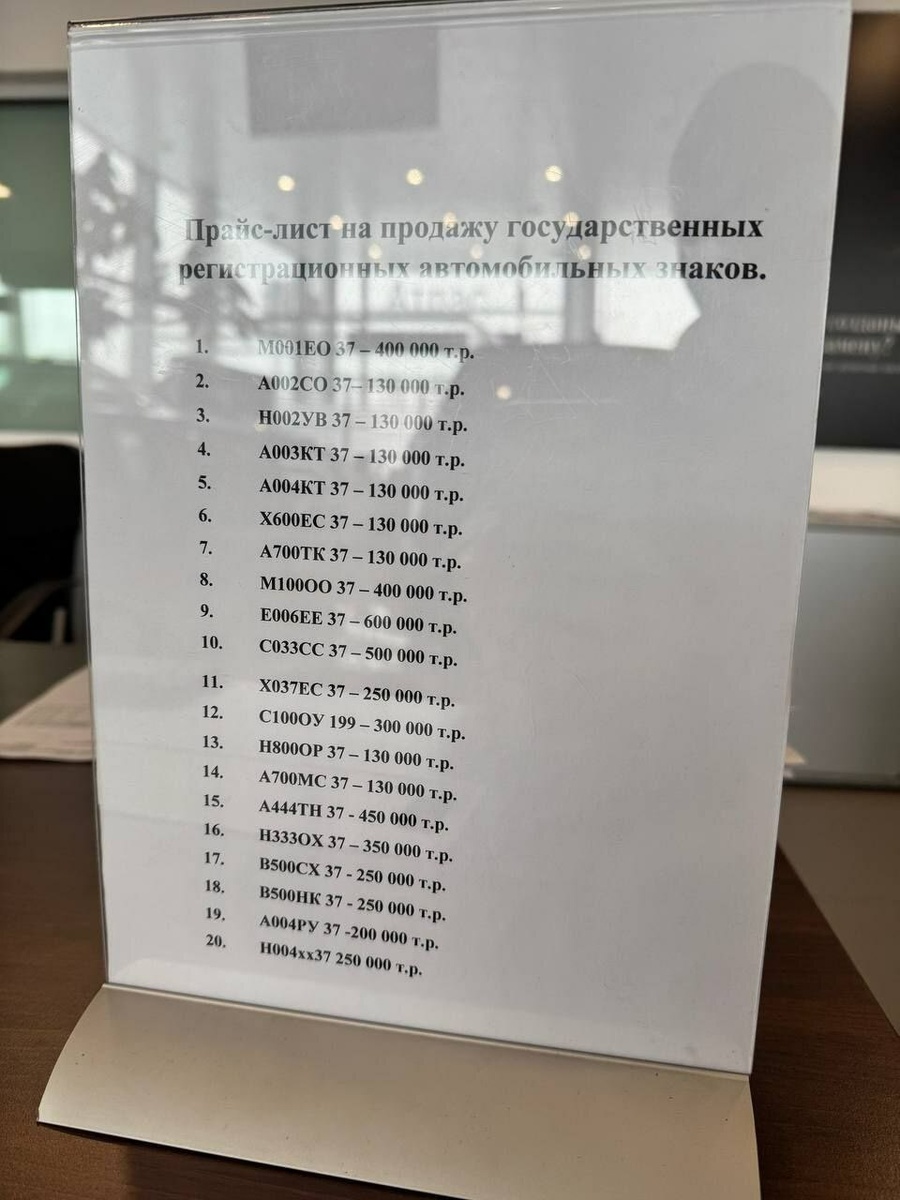 Прайс-лист на продажу государственных
регистрационных автомобильных знаков.
1. М001ЕО 37 – 400 000 т.р.
2. А002СО 37– 130 000 т.р.
3. Н002УВ 37 – 130 000 т.р.
4. А003КТ 37 – 130 000 т.р.
5. А004КТ 37 – 130 000 т.р.
6. Х600ЕС 37 – 130 000 т.р.
7. А700ТК 37 – 130 000 т.р.
8. М100ОО 37 – 400 000 т.р.
9. Е006ЕЕ 37 – 600 000 т.р.
10. С033СС 37 – 500 000 т.р.
11. Х037ЕС 37 – 250 000 т.р.
12. С100ОУ 199 – 300 000 т.р.
13. Н800ОР 37 – 130 000 т.р.
14. А700МС 37 – 130 000 т.р.
15. А444ТН 37 - 450 000 т.р.
16. Н333ОХ 37 – 350 000 т.р.
17. В500СХ 37 - 250 000 т.р.
18. В500НК 37 - 250 000 т.р.
19. А004РУ 37 -200 000 т.р.
20. Н004хх37 250 000 т.р.